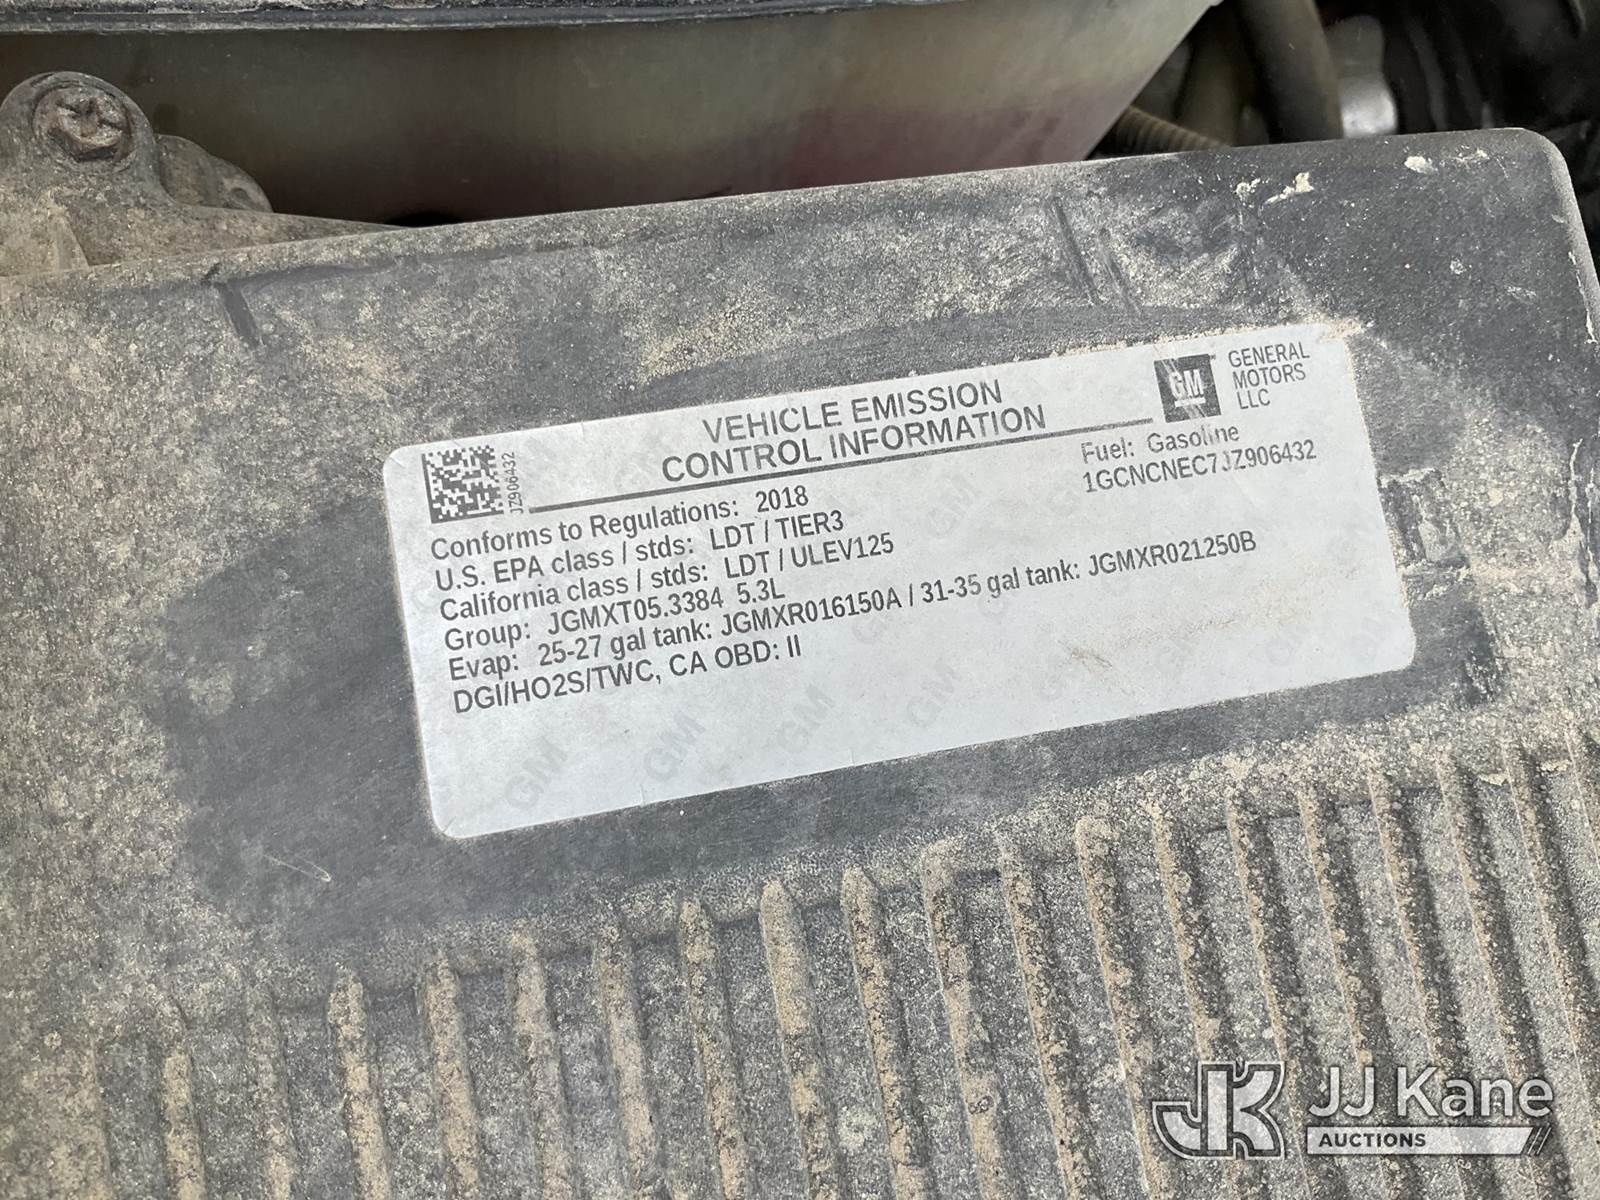 VEHICLE EMISSION
CONTROL INFORMATION
GM
GENERAL
MOTORS
LLC
JZ906432
Fuel: Gasoline
1GCNCNEC7JZ906432
Conforms to Regulations: 2018
U.S. EPA class / stds: LDT / TIER3
California class / stds: LDT / ULEV125
Group: JGMXT05.3384 5.3L
Evap: 25-27 gal tank: JGMXR016150A / 31-35 gal tank: JGMXR021250B
DGI/HO2S/TWC, CA OBD: II
JK JJ Kane
AUCTIONS